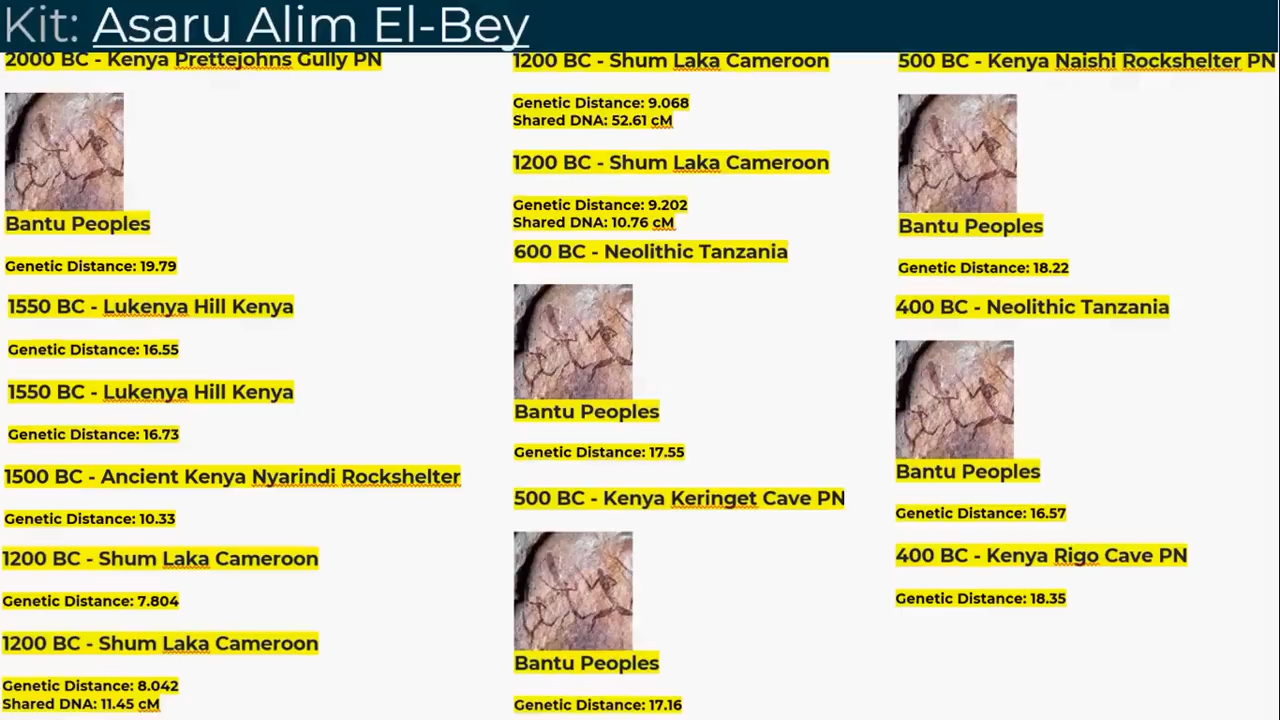 Kit: Asaru Alim El-Bey
2000 BC - Kenya Prettejohns Gully PN
Bantu Peoples
Genetic Distance: 19.79
1550 BC - Lukenya Hill Kenya
Genetic Distance: 16.55
1550 BC - Lukenya Hill Kenya
Genetic Distance: 16.73
1500 BC - Ancient Kenya Nyarindi Rockshelter
Genetic Distance: 10.33
1200 BC - Shum Laka Cameroon
Genetic Distance: 7.804
1200 BC - Shum Laka Cameroon
Genetic Distance: 8.042
Shared DNA: 11.45 cM
1200 BC - Shum Laka Cameroon
Genetic Distance: 9.068
Shared DNA: 52.61 cM
1200 BC - Shum Laka Cameroon
Genetic Distance: 9.202
Shared DNA: 10.76 cM
600 BC - Neolithic Tanzania
Bantu Peoples
Genetic Distance: 17.55
500 BC - Kenya Keringet Cave PN
Bantu Peoples
Genetic Distance: 17.16
500 BC - Kenya Naishi Rockshelter PN
Bantu Peoples
Genetic Distance: 18.22
400 BC - Neolithic Tanzania
Bantu Peoples
Genetic Distance: 16.57
400 BC - Kenya Rigo Cave PN
Genetic Distance: 18.35